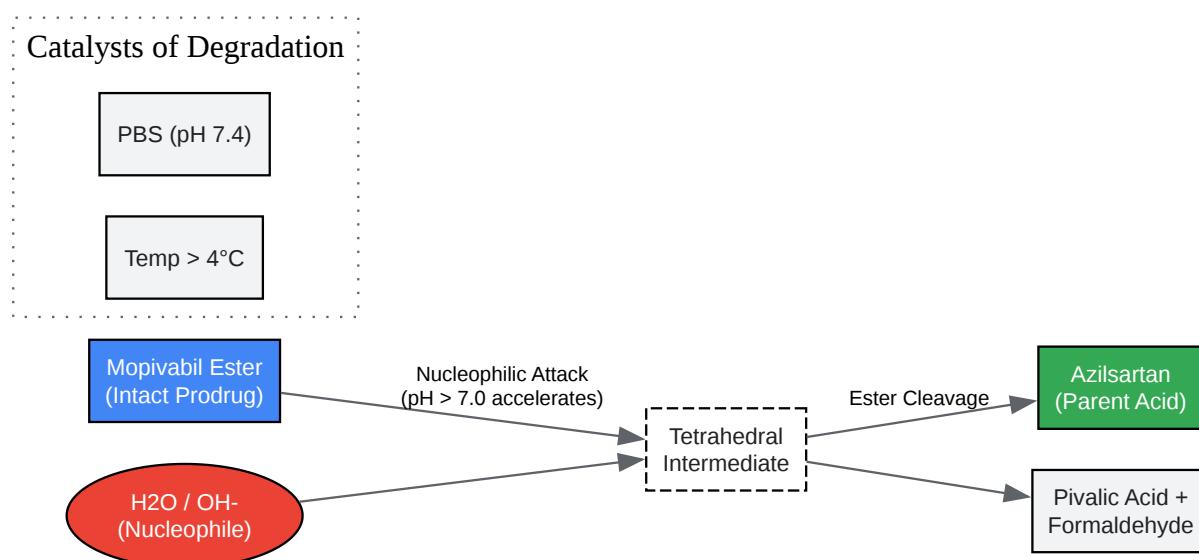 Catalysts of Degradation
PBS (pH 7.4)
Temp > 4°C
Mopivabil Ester
(Intact Prodrug)
Nucleophilic Attack
(pH > 7.0 accelerates)
Tetrahedral
Intermediate
Ester Cleavage
Azilsartan
(Parent Acid)
H2O / OH-
(Nucleophile)
Pivalic Acid +
Formaldehyde